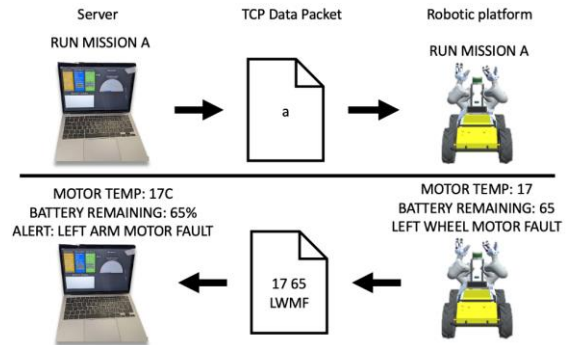 Server
TCP Data Packet
Robotic platform
RUN MISSION A
a
RUN MISSION A
MOTOR TEMP: 17C
BATTERY REMAINING: 65%
ALERT: LEFT ARM MOTOR FAULT
17 65
LWMF
MOTOR TEMP: 17
BATTERY REMAINING: 65
LEFT WHEEL MOTOR FAULT